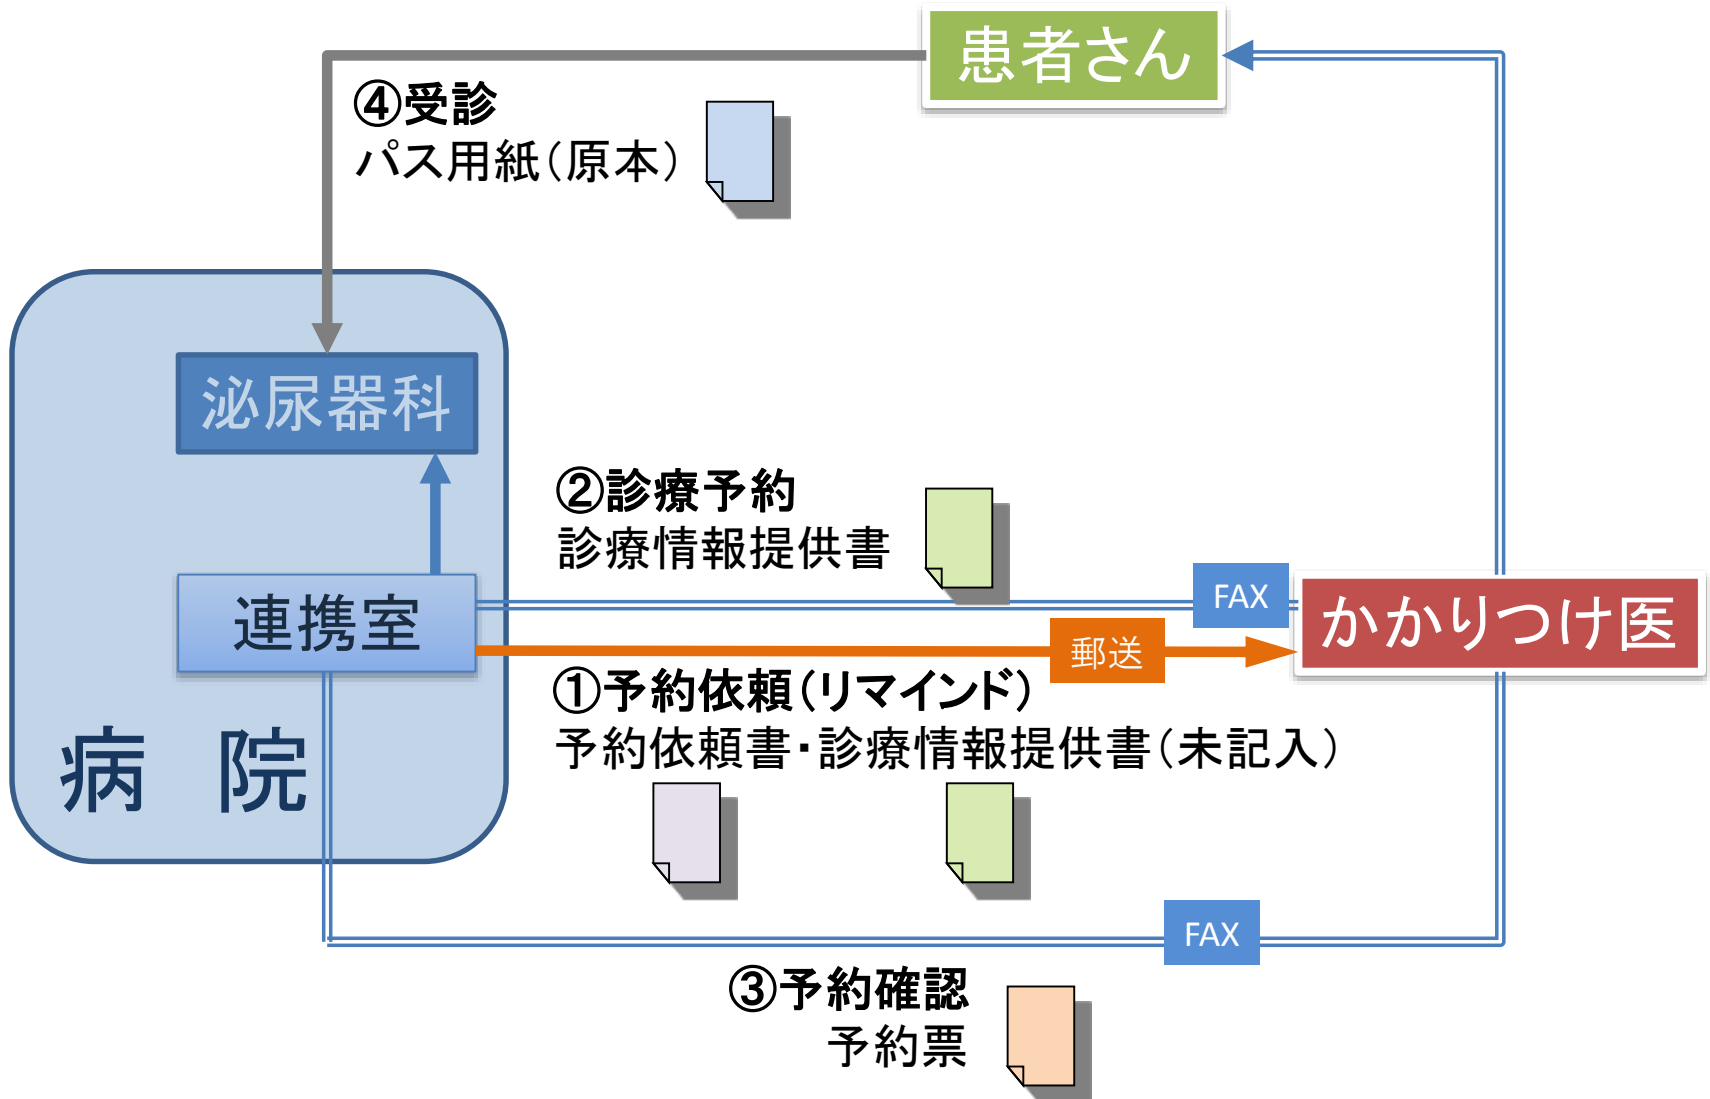 患者さん
④受診
パス用紙（原本）
泌尿器科
②診療予約
診療情報提供書
FAX
連携室
かかりつけ医
郵送
①予約依頼（リマインド）
予約依頼書・診療情報提供書（未記入）
病　院
FAX
③予約確認
予約票